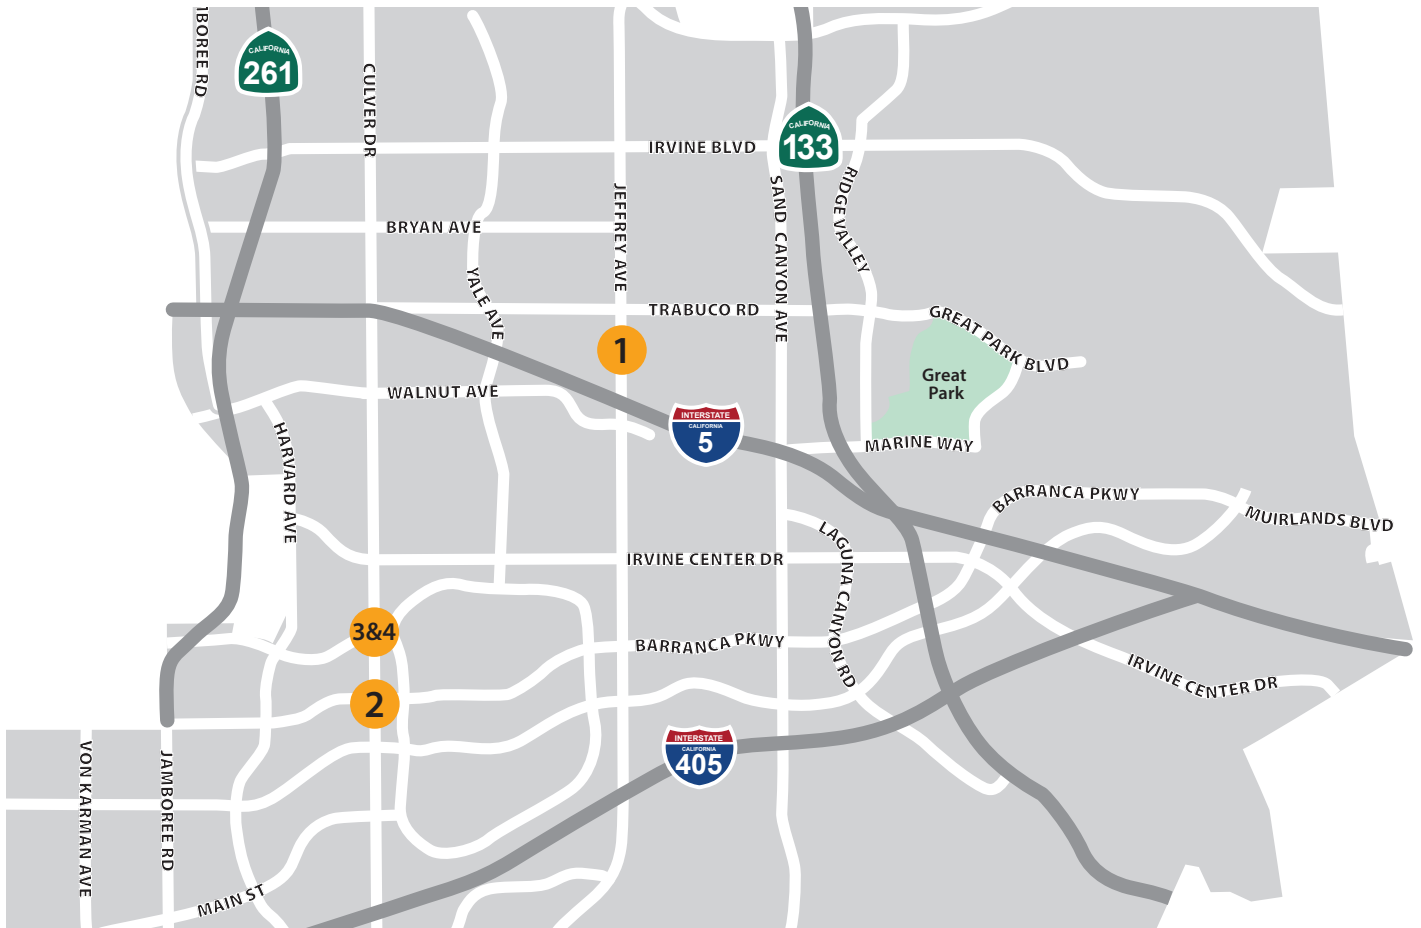 MBOREE RD
CALIFORNIA
261
CULVER DR
IRVINE BLVD
CALIFORNIA
133
BRYAN AVE
YALE AVE
JEFFREY AVE
SAND CANYON AVE
RIDGE VALLEY
TRABUCO RD
GREAT PARK BLVD
1
Great
Park
WALNUT AVE
INTERSTATE
CALIFORNIA
5
MARINE WAY
HARVARD AVE
BARRANCA PKWY
MUIRLANDS BLVD
LAGUNA CANYON RD
IRVINE CENTER DR
3&4
BARRANCA PKWY
IRVINE CENTER DR
2
INTERSTATE
CALIFORNIA
405
VON KARMAN AVE
JAMBOREE RD
MAIN ST